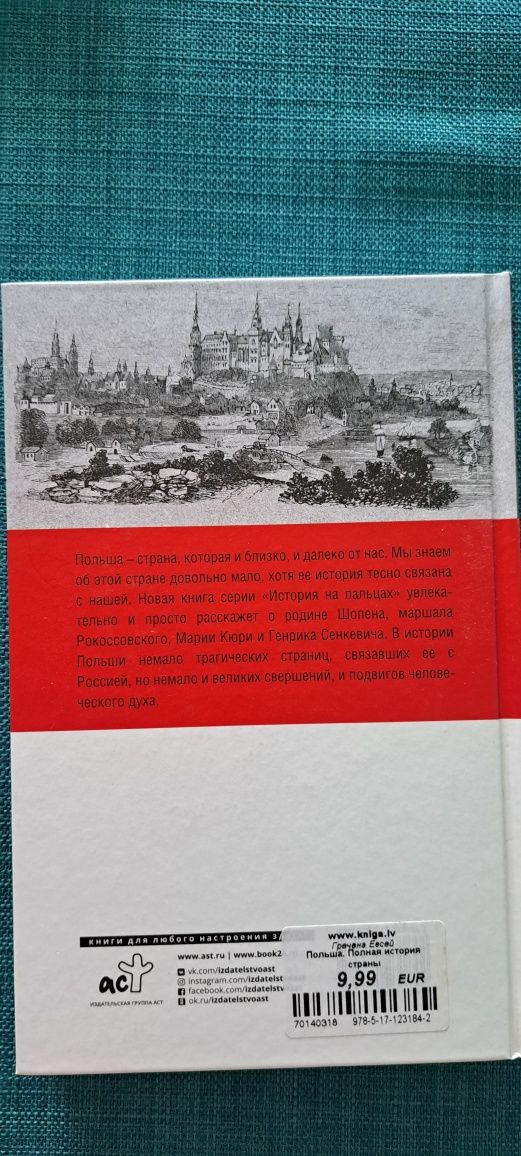 Польша – страна, которая и близко, и далеко от нас. Мы знаем
об этой стране довольно мало, хотя ее история тесно связана
с нашей. Новая книга серии «История на пальцах» увлека-
тельно и просто расскажет о родине Шопена, маршала
Рокоссовского, Марии Кюри и Генрика Сенкевича. В истории
Польши немало трагических страниц, связавших ее с
Россией, но немало и великих свершений, и подвигов челове-
ческого духа.
книги для любого настроения
аст
ИЗДАТЕЛЬСКАЯ ГРУППА АСТ
www.ast.ru | www.book2
vk.com/izdatelstvoast
instagram.com/izdatelst
facebook.com/izdatelstv
ok.ru/izdatelstvoast
www.kniga.lv
Гречена Евсей
Польша. Полная история
страны
9,99 EUR
70140318 978-5-17-123184-2